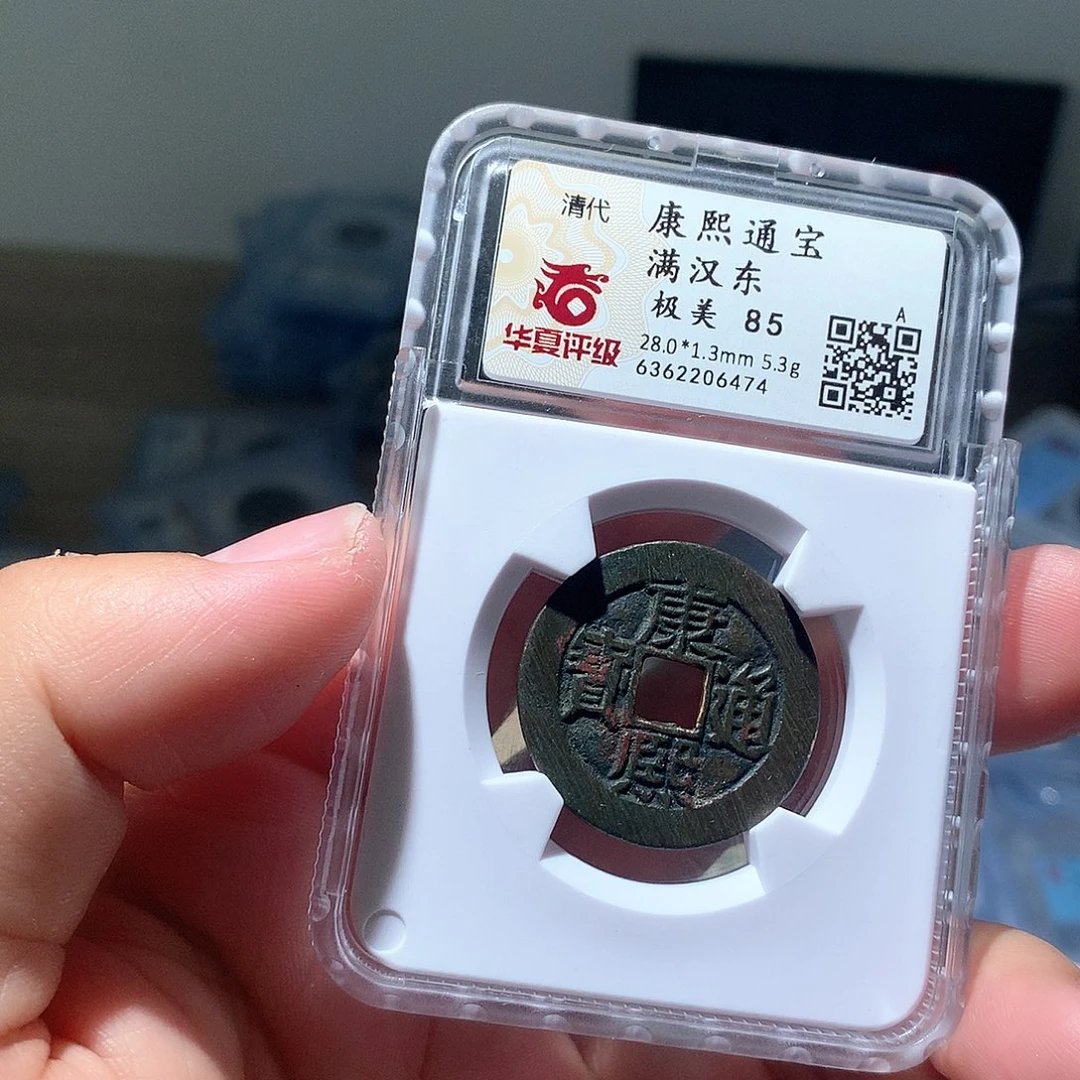 清代
华夏评级
康熙通宝
满汉东
极美 85
28.0*1.3mm 5.3g
6362206474
A
康
通
寶
熙